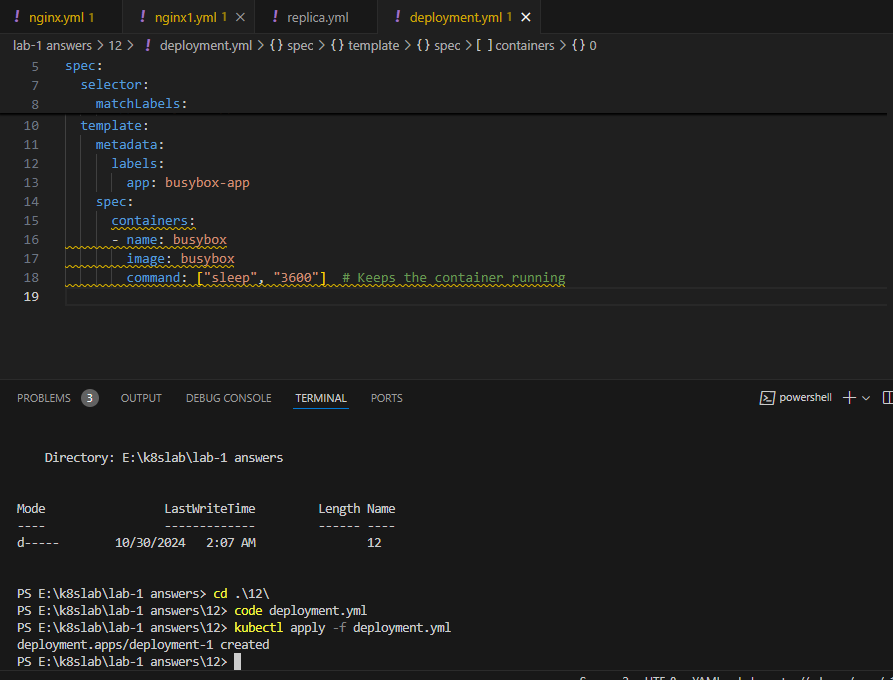 ! nginx.yml 1 ! nginx1.yml 1 × ! replica.yml ! deployment.yml 1 ×
lab-1 answers > 12 > ! deployment.yml > {} spec > {} template > {} spec > [ ] containers > {} 0
5 spec:
7 selector:
8 matchLabels:
10 template:
11 metadata:
12 labels:
13 app: busybox-app
14 spec:
15 containers:
16 - name: busybox
17 image: busybox
18 command: ["sleep", "3600"] # Keeps the container running
19
PROBLEMS 3 OUTPUT DEBUG CONSOLE TERMINAL PORTS powershell
Directory: E:\k8slab\lab-1 answers
Mode LastWriteTime Length Name
---- ------------- ------ ----
d----- 10/30/2024 2:07 AM 12
PS E:\k8slab\lab-1 answers> cd .\12\
PS E:\k8slab\lab-1 answers\12> code deployment.yml
PS E:\k8slab\lab-1 answers\12> kubectl apply -f deployment.yml
deployment.apps/deployment-1 created
PS E:\k8slab\lab-1 answers\12>